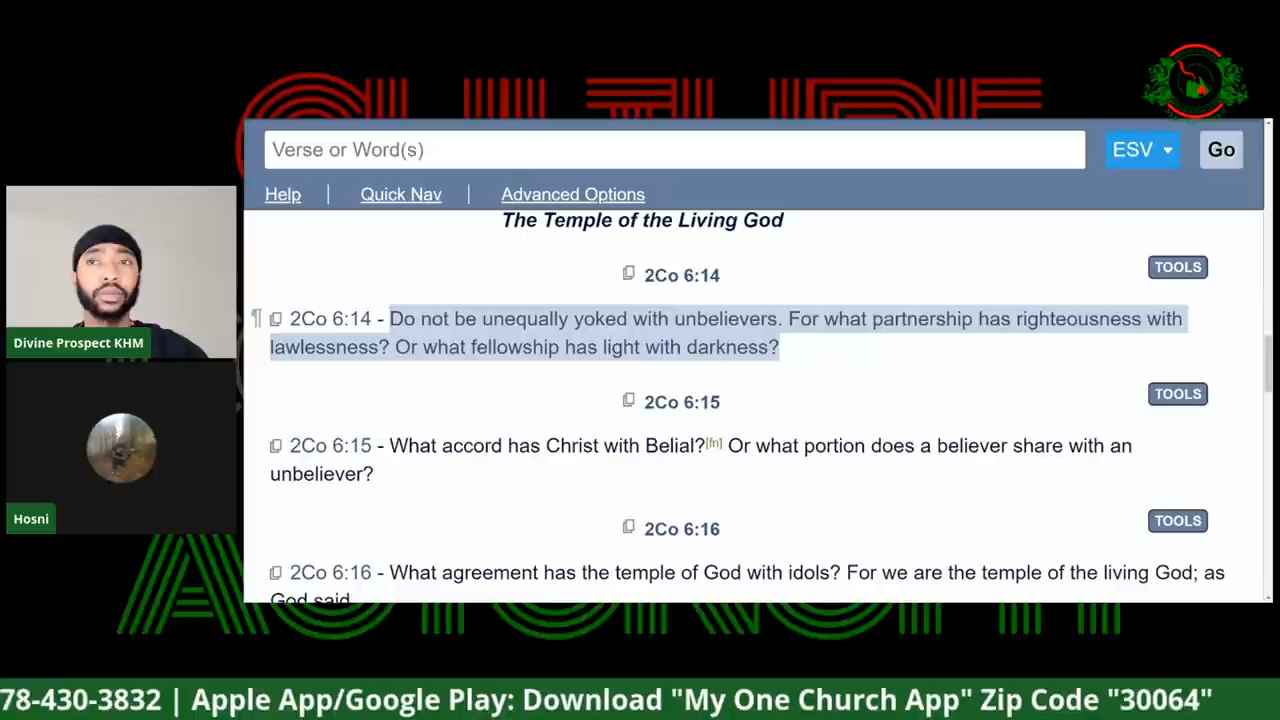 Verse or Word(s)
ESV
Go
Help | Quick Nav | Advanced Options
The Temple of the Living God
2Co 6:14
TOOLS
¶ 2Co 6:14 - Do not be unequally yoked with unbelievers. For what partnership has righteousness with
lawlessness? Or what fellowship has light with darkness?
2Co 6:15
TOOLS
2Co 6:15 - What accord has Christ with Belial?[fn] Or what portion does a believer share with an
unbeliever?
2Co 6:16
TOOLS
2Co 6:16 - What agreement has the temple of God with idols? For we are the temple of the living God; as
God said
Divine Prospect KHM
Hosni
78-430-3832 | Apple App/Google Play: Download "My One Church App" Zip Code "30064"